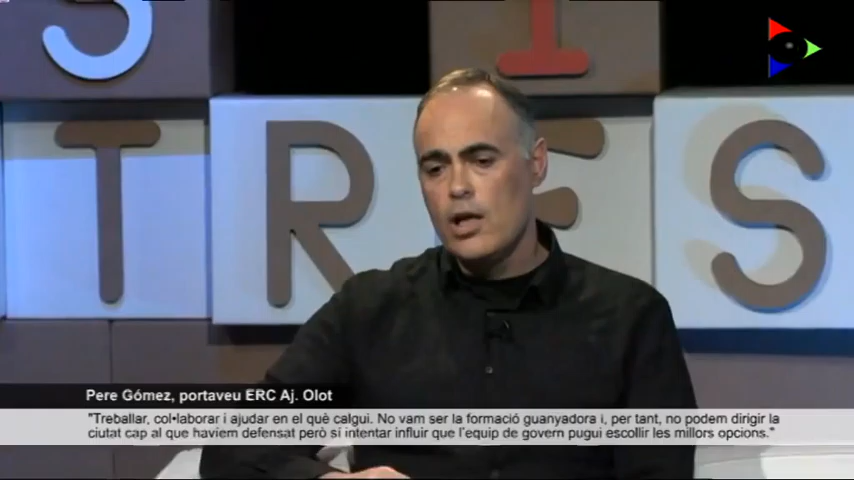 S I
TRES
Pere Gómez, portaveu ERC Aj. Olot
"Treballar, col•laborar i ajudar en el què calgui. No vam ser la formació guanyadora i, per tant, no podem dirigir la
ciutat cap al que havíem defensat però sí intentar influir que l'equip de govern pugui escollir les millors opcions."